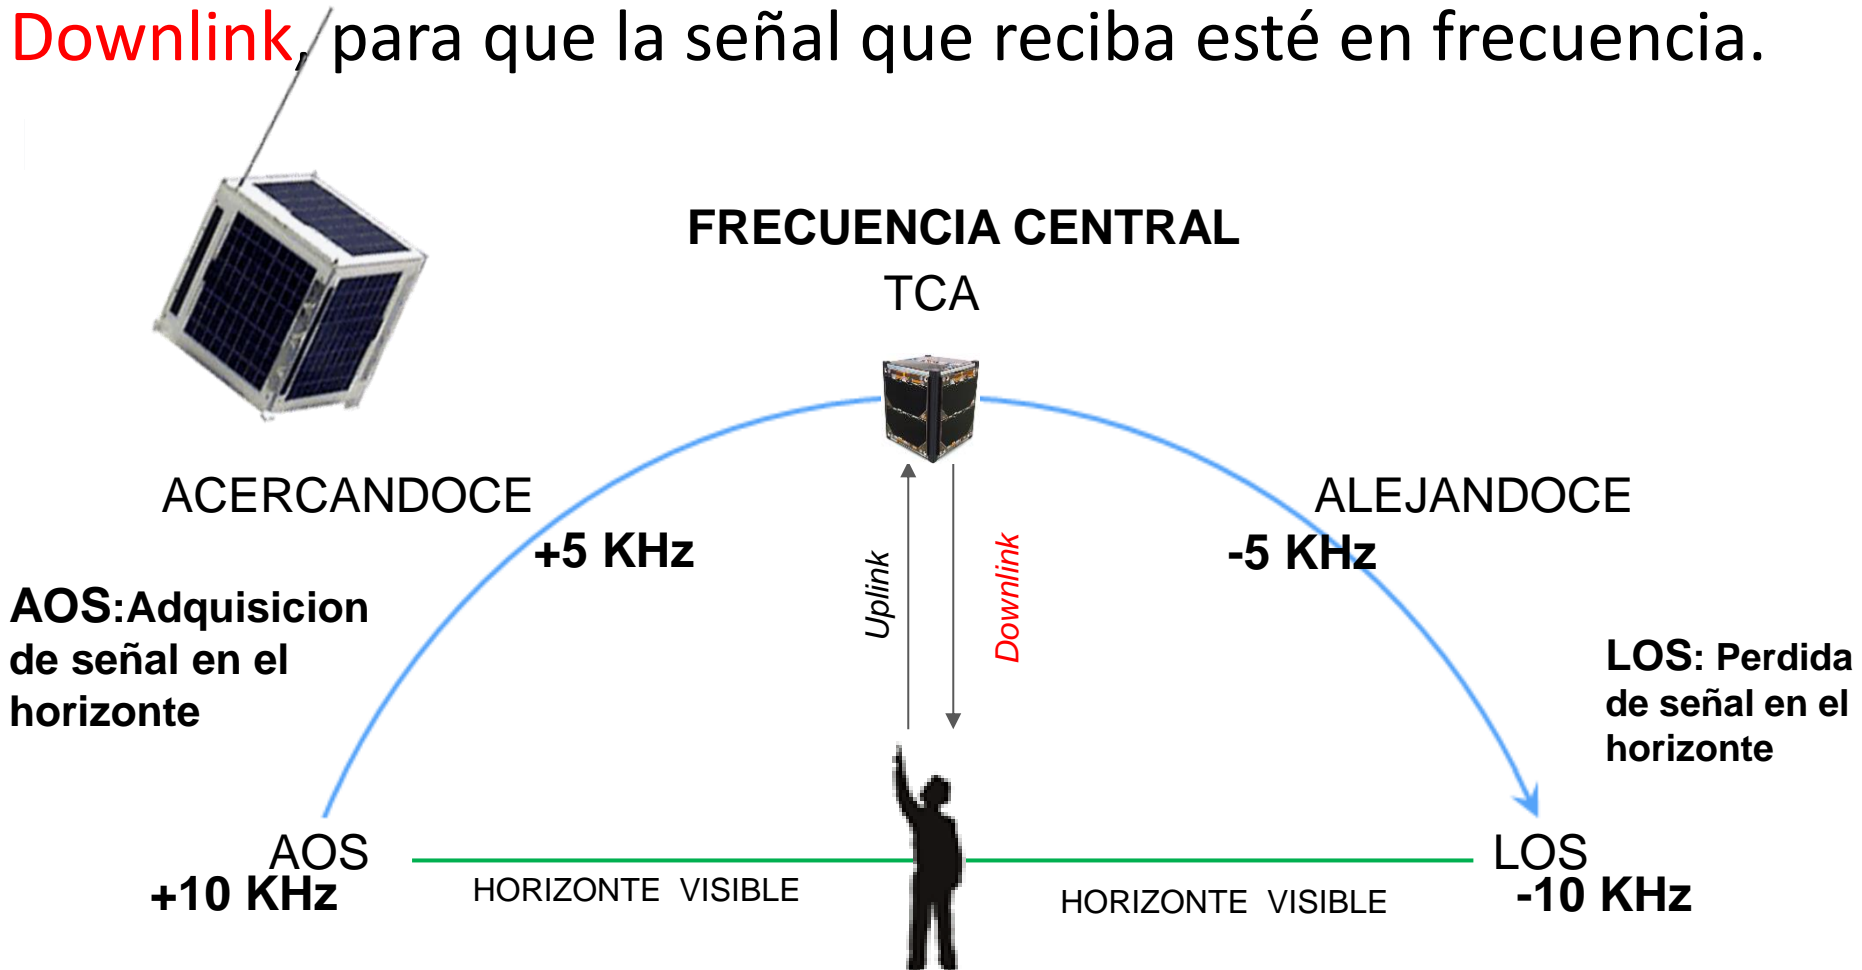 Downlink, para que la señal que reciba esté en frecuencia.
FRECUENCIA CENTRAL
TCA
ACERCANDOCE
ALEJANDOCE
+5 KHz
-5 KHz
Uplink
Downlink
AOS:Adquisicion
de señal en el
horizonte
LOS: Perdida
de señal en el
horizonte
AOS
+10 KHz
HORIZONTE VISIBLE
HORIZONTE VISIBLE
LOS
-10 KHz